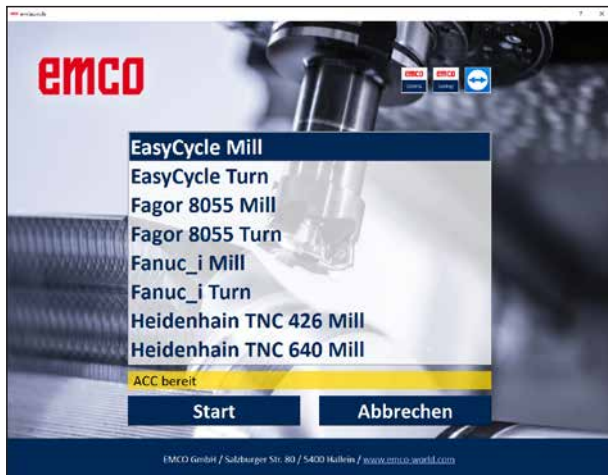 emco
EasyCycle Mill
EasyCycle Turn
Fagor 8055 Mill
Fagor 8055 Turn
Fanuc_i Mill
Fanuc_i Turn
Heidenhain TNC 426 Mill
Heidenhain TNC 640 Mill
ACC bereit
Start Abbrechen
EMCO GmbH / Salzburger Str. 80 / 5400 Hallein / www.emco-world.com